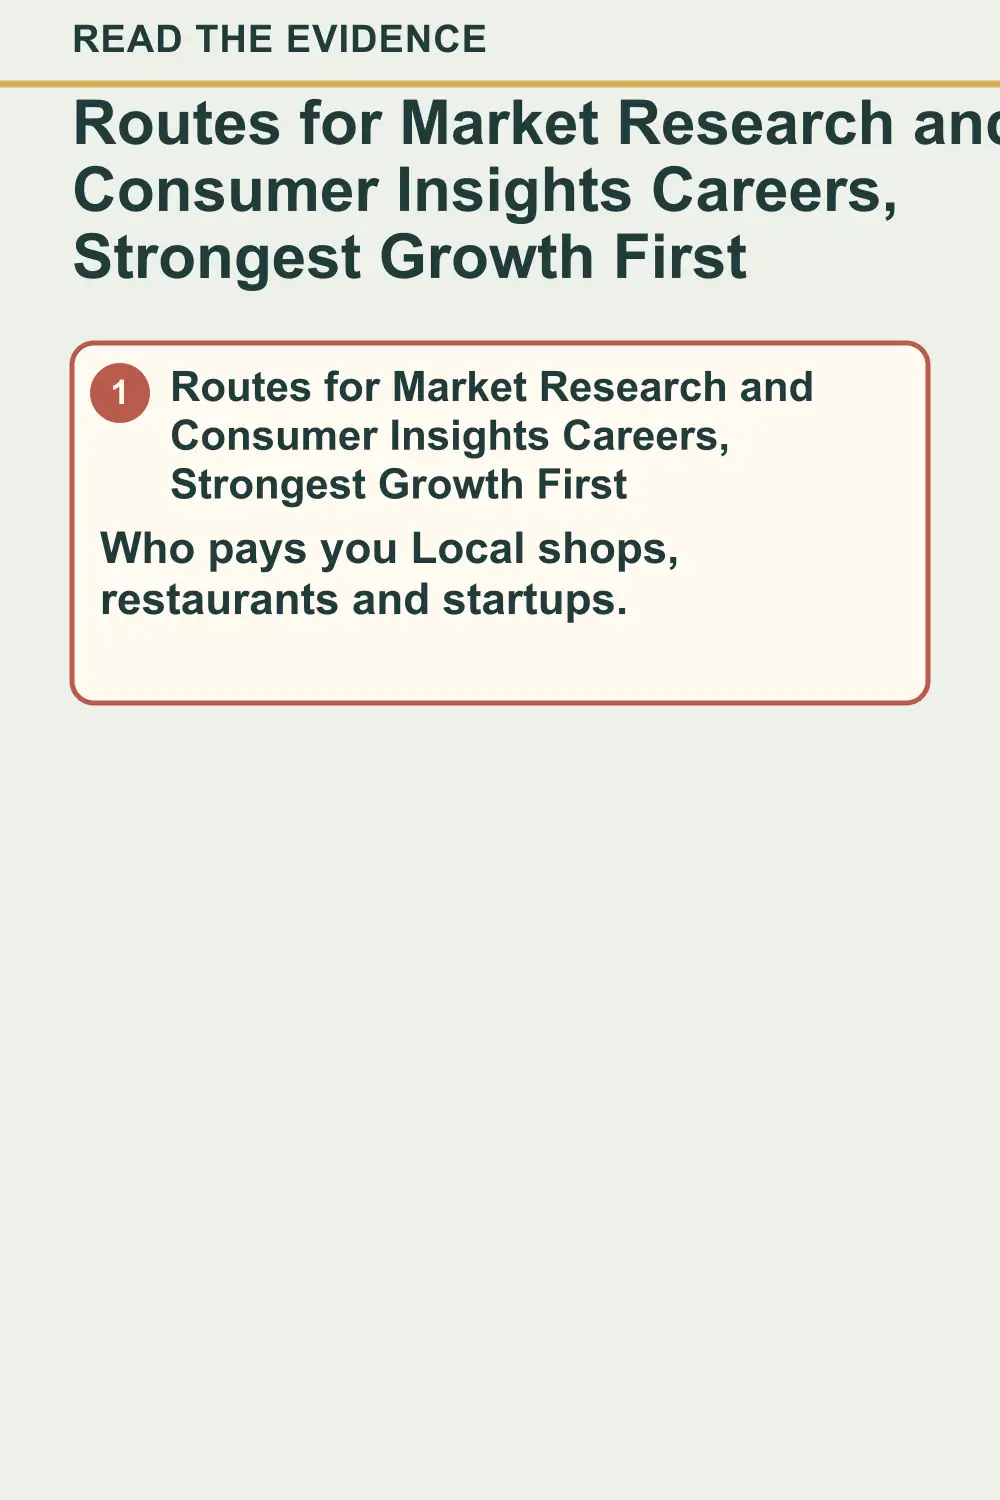 READ THE EVIDENCE
Routes for Market Research and
Consumer Insights Careers,
Strongest Growth First
1
Routes for Market Research and
Consumer Insights Careers,
Strongest Growth First
Who pays you Local shops,
restaurants and startups.